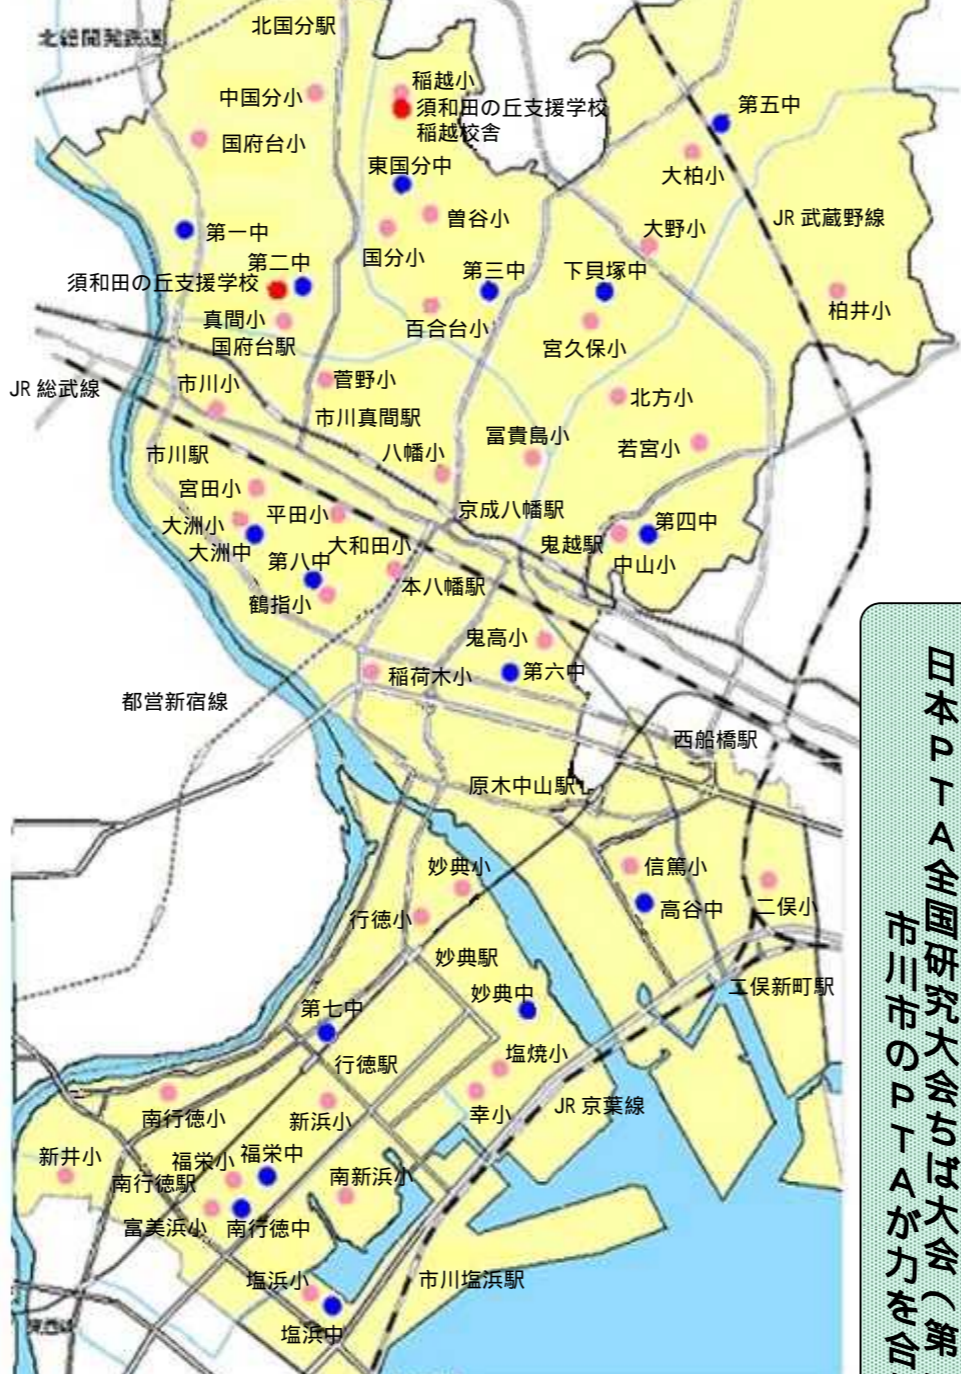 北国分駅
北総開発鉄道
稲越小
中国分小
須和田の丘支援学校
稲越校舎
第五中
国府台小
東国分中
大柏小
曽谷小
JR 武蔵野線
第一中
大野小
国分小
第二中
第三中
下貝塚中
須和田の丘支援学校
柏井小
真間小
百合台小
国府台駅
宮久保小
JR 総武線
市川小
菅野小
北方小
市川真間駅
冨貴島小
若宮小
市川駅
八幡小
宮田小
京成八幡駅
大洲小
平田小
第四中
大洲中
大和田小
鬼越駅
第八中
中山小
本八幡駅
鶴指小
鬼高小
稲荷木小
第六中
都営新宿線
西船橋駅
原木中山駅
妙典小
信篤小
行徳小
高谷中
二俣小
妙典駅
二俣新町駅
妙典中
第七中
塩焼小
行徳駅
JR 京葉線
南行徳小
新浜小
幸小
新井小
福栄小
福栄中
南行徳駅
南新浜小
富美浜小
南行徳中
塩浜小
市川塩浜駅
塩浜中
日本PTA全国研究大会ちば大会(第
市川市のPTAが力を合